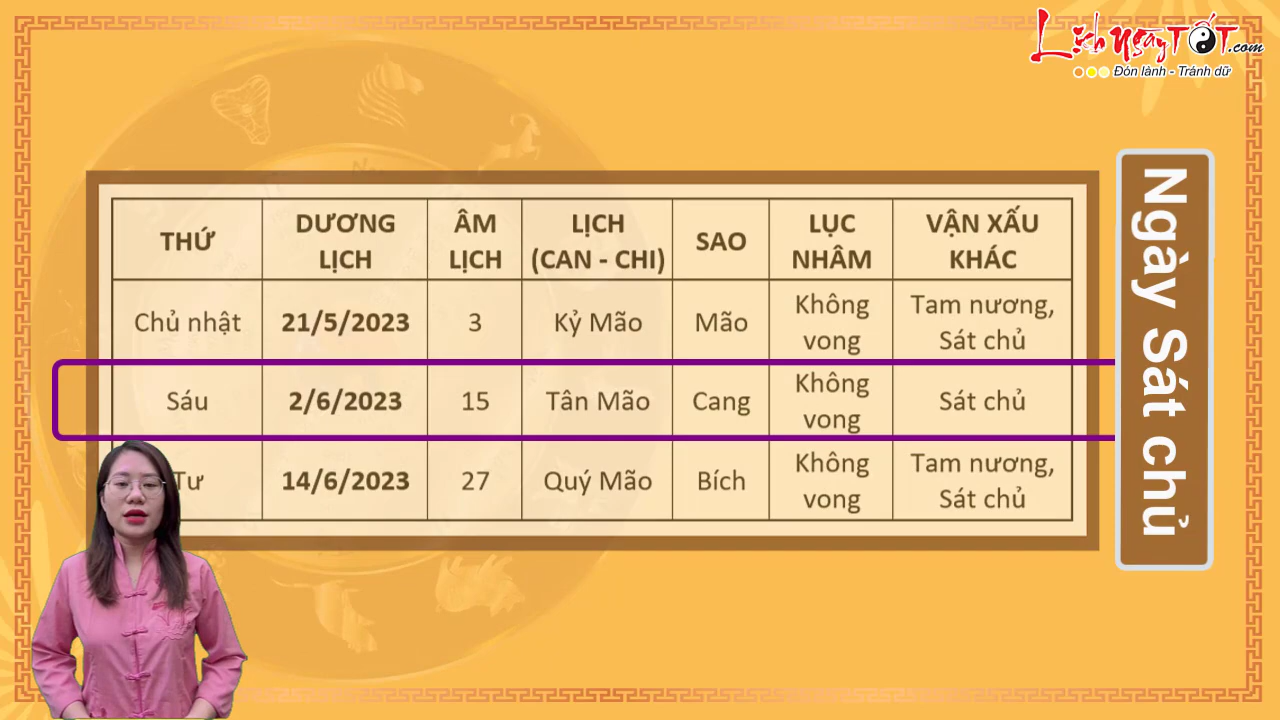 LịchNgàyTỐT.com
Đón lành - Tránh dữ
THỨ
DƯƠNG
LỊCH
ÂM
LỊCH
LỊCH
(CAN - CHI)
SAO
LỤC
NHÂM
VẬN XẤU
KHÁC
Chủ nhật
21/5/2023
3
Kỷ Mão
Mão
Không
vong
Tam nương,
Sát chủ
Sáu
2/6/2023
15
Tân Mão
Cang
Không
vong
Sát chủ
Tư
14/6/2023
27
Quý Mão
Bích
Không
vong
Tam nương,
Sát chủ
Ngày Sát chủ